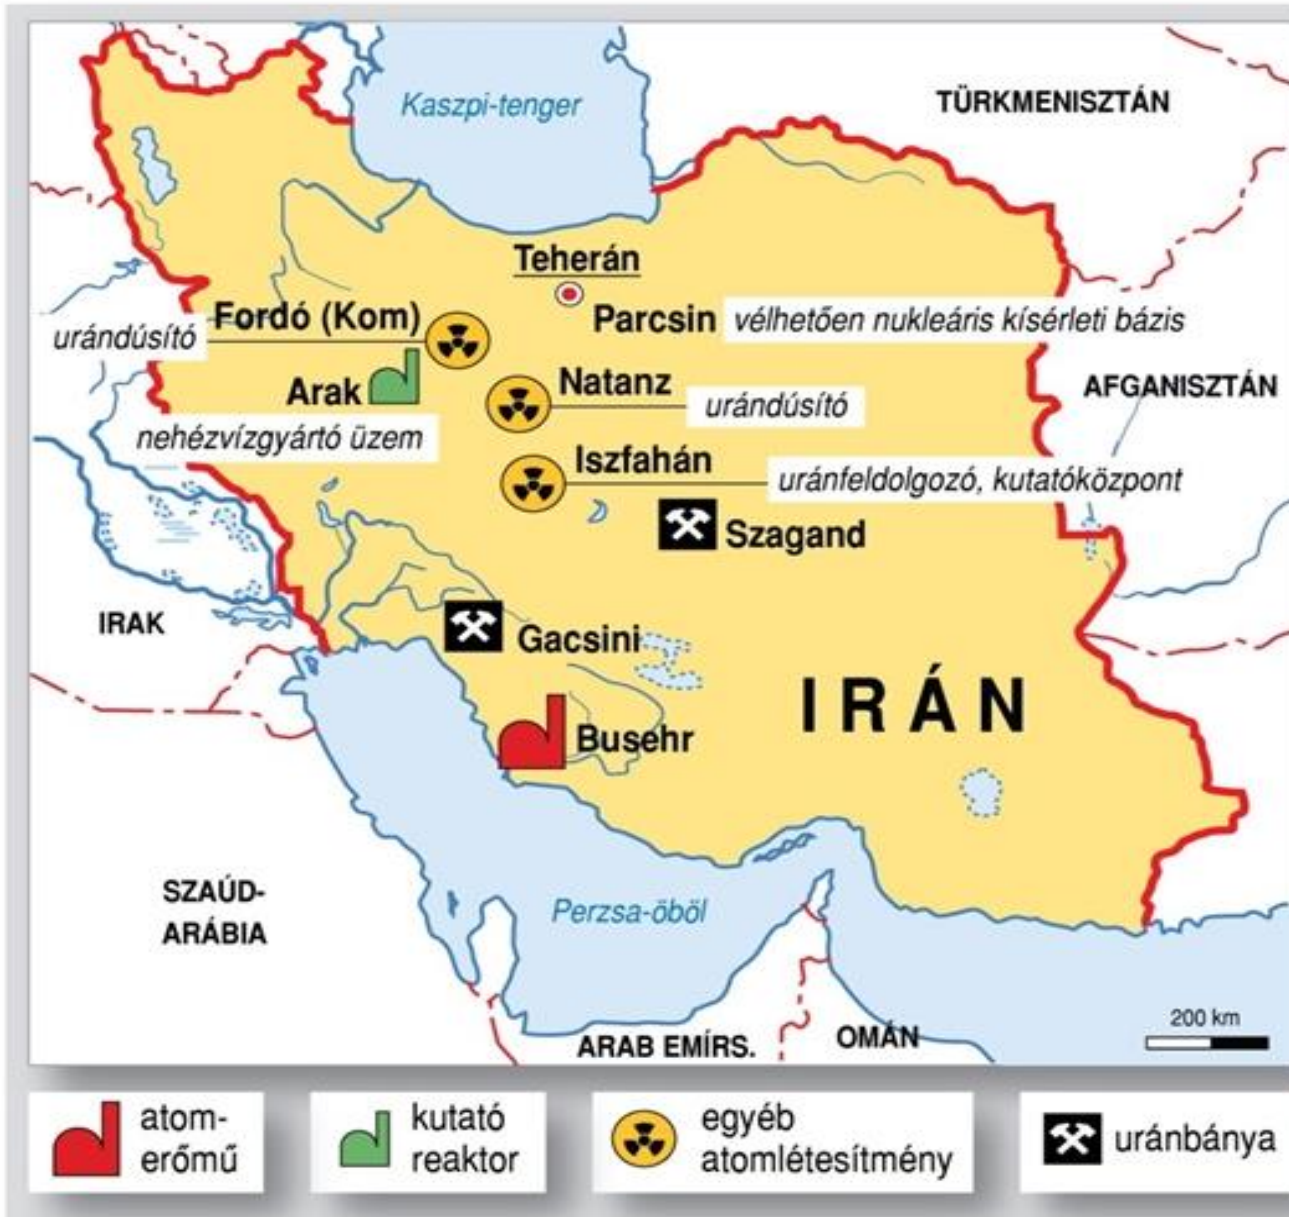 Kaszpi-tenger
TÜRKMENISZTÁN
Teherán
Fordó (Kom)
urándúsító
Parcsin vélhetően nukleáris kísérleti bázis
Arak
nehézvízgyártó üzem
Natanz
urándúsító
AFGANISZTÁN
Iszfahán
uránfeldolgozó, kutatóközpont
Szagand
IRAK
Gacsini
IRÁN
Busehr
SZAÚD-
ARÁBIA
Perzsa-öböl
ARAB EMÍRS.
OMÁN
200 km
atom-
erőmű
kutató
reaktor
egyéb
atomlétesítmény
uránbánya